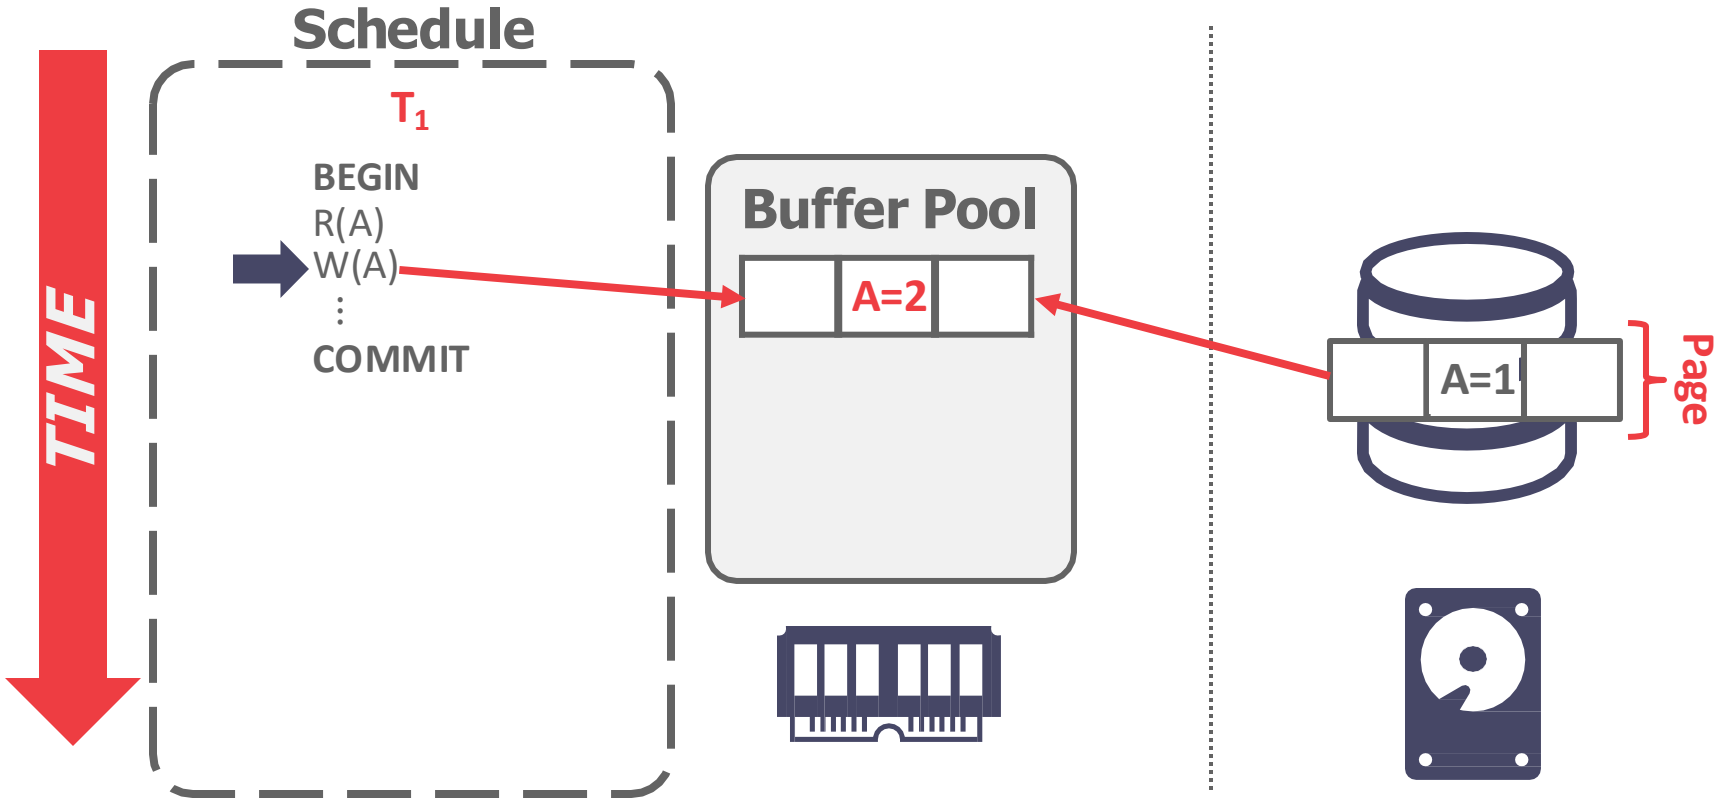 Schedule
T₁
BEGIN
R(A)
W(A)
⋮
COMMIT
TIME
Buffer Pool
A=2
A=1
Page